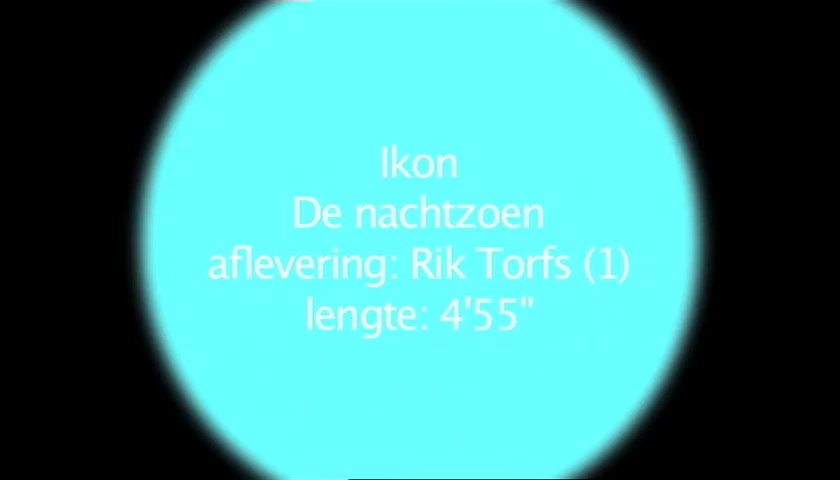 Ikon
De nachtzoen
aflevering: Rik Torfs (1)
lengte: 4'55"